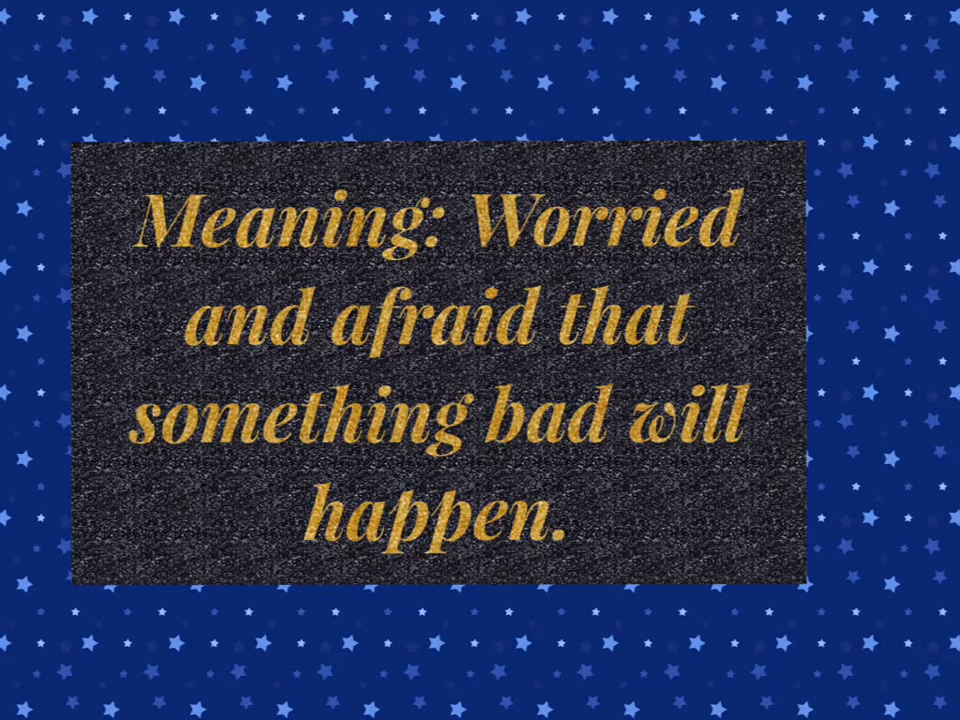 Meaning: Worried
and afraid that
something bad will
happen.